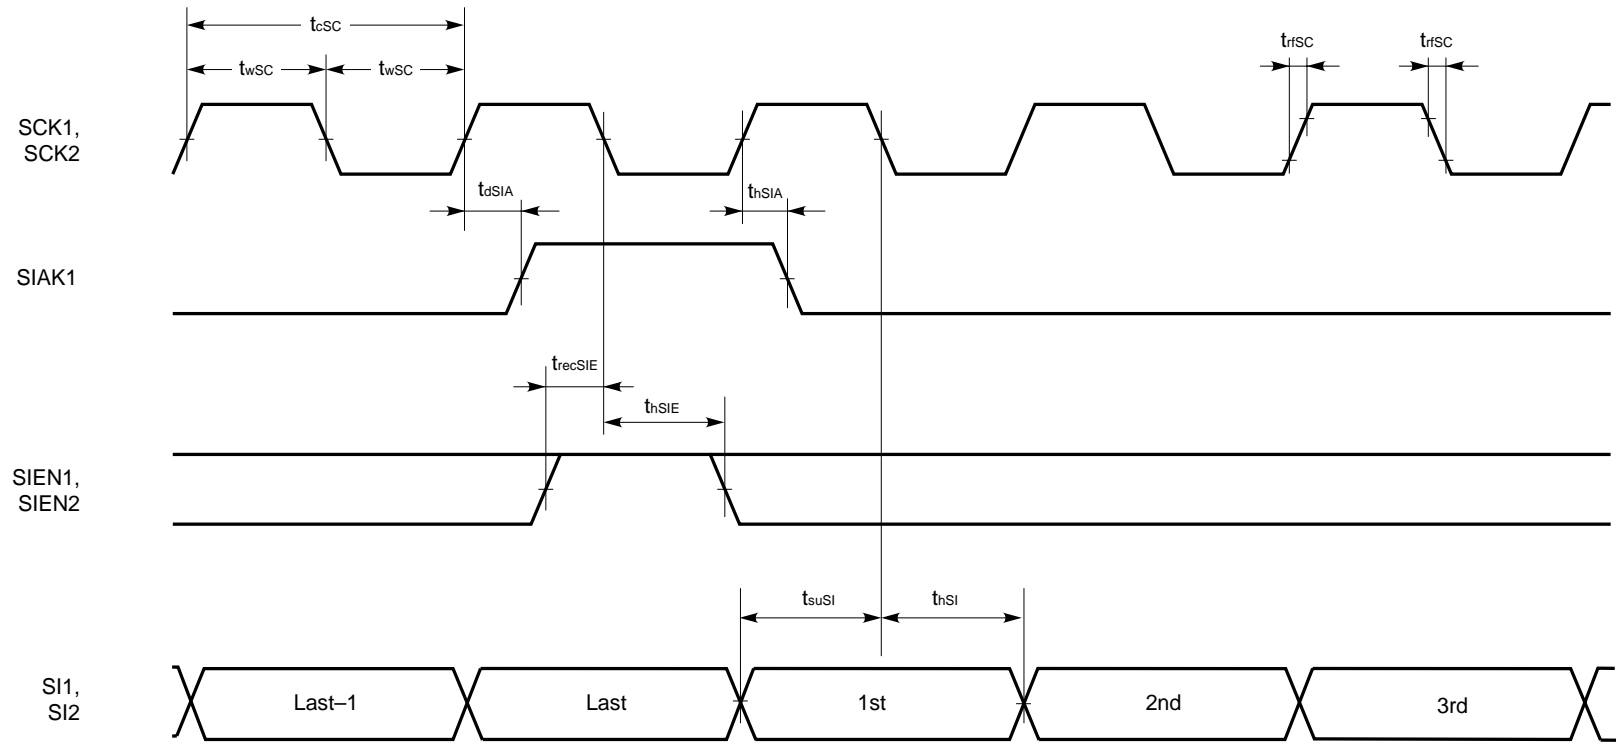 tcSC
twSC
twSC
trfSC
trfSC
SCK1,
SCK2
tdSIA
thSIA
SIAK1
trecSIE
thSIE
SIEN1,
SIEN2
tsuSI
thSI
SI1,
SI2
Last–1
Last
1st
2nd
3rd